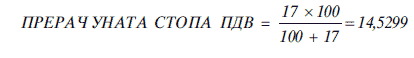 ПРЕРАЧУНАТА СТОПА ПДВ = 17 × 100 / 100 + 17 = 14,5299